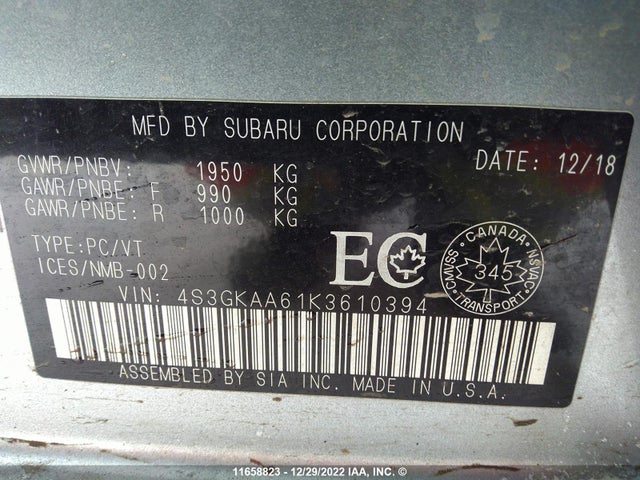 MFD BY SUBARU CORPORATION
GVWR/PNBV: 1950 KG DATE: 12/18
GAWR/PNBE: F 990 KG
GAWR/PNBE: R 1000 KG
TYPE:PC/VT
ICES/NMB-002
EC
CANADA
CMVSS 345 NSVAC
TRANSPORT
VIN: 4S3GKAA61K3610394
ASSEMBLED BY SIA INC. MADE IN U.S.A.
11658823 - 12/29/2022 IAA, INC. ©